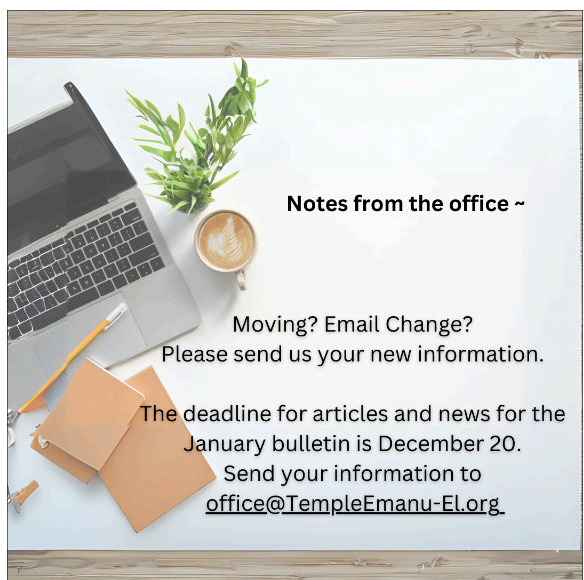 Notes from the office ~
Moving? Email Change?
Please send us your new information.
The deadline for articles and news for the
January bulletin is December 20.
Send your information to
office@TempleEmanu-El.org